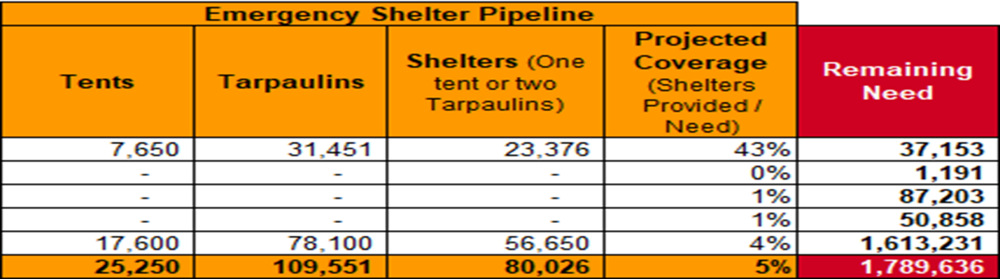 Emergency Shelter Pipeline
Tents Tarpaulins Shelters (One tent or two Tarpaulins) Projected Coverage (Shelters Provided / Need) Remaining Need
7,650 31,451 23,376 43% 37,153
- - - 0% 1,191
- - - 1% 87,203
- - - 1% 50,858
17,600 78,100 56,650 4% 1,613,231
25,250 109,551 80,026 5% 1,789,636